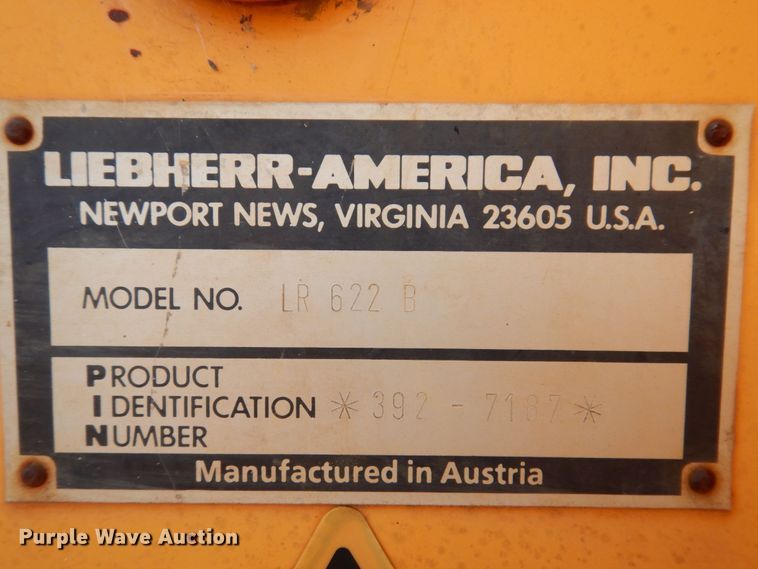 LIEBHERR-AMERICA, INC.
NEWPORT NEWS, VIRGINIA 23605 U.S.A.
MODEL NO. LR 622 B
PRODUCT
IDENTIFICATION *392-7187*
NUMBER
Manufactured in Austria
Purple Wave Auction